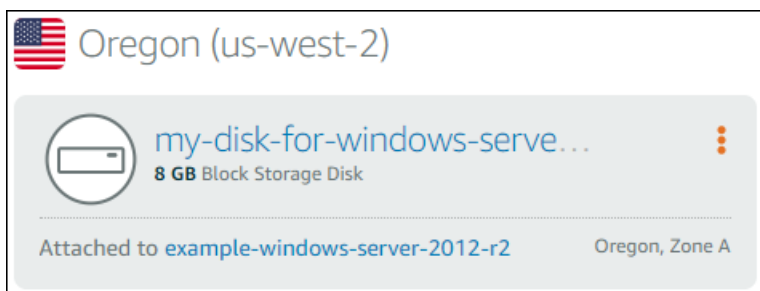 Oregon (us-west-2)
my-disk-for-windows-serve...
8 GB Block Storage Disk
Attached to example-windows-server-2012-r2
Oregon, Zone A